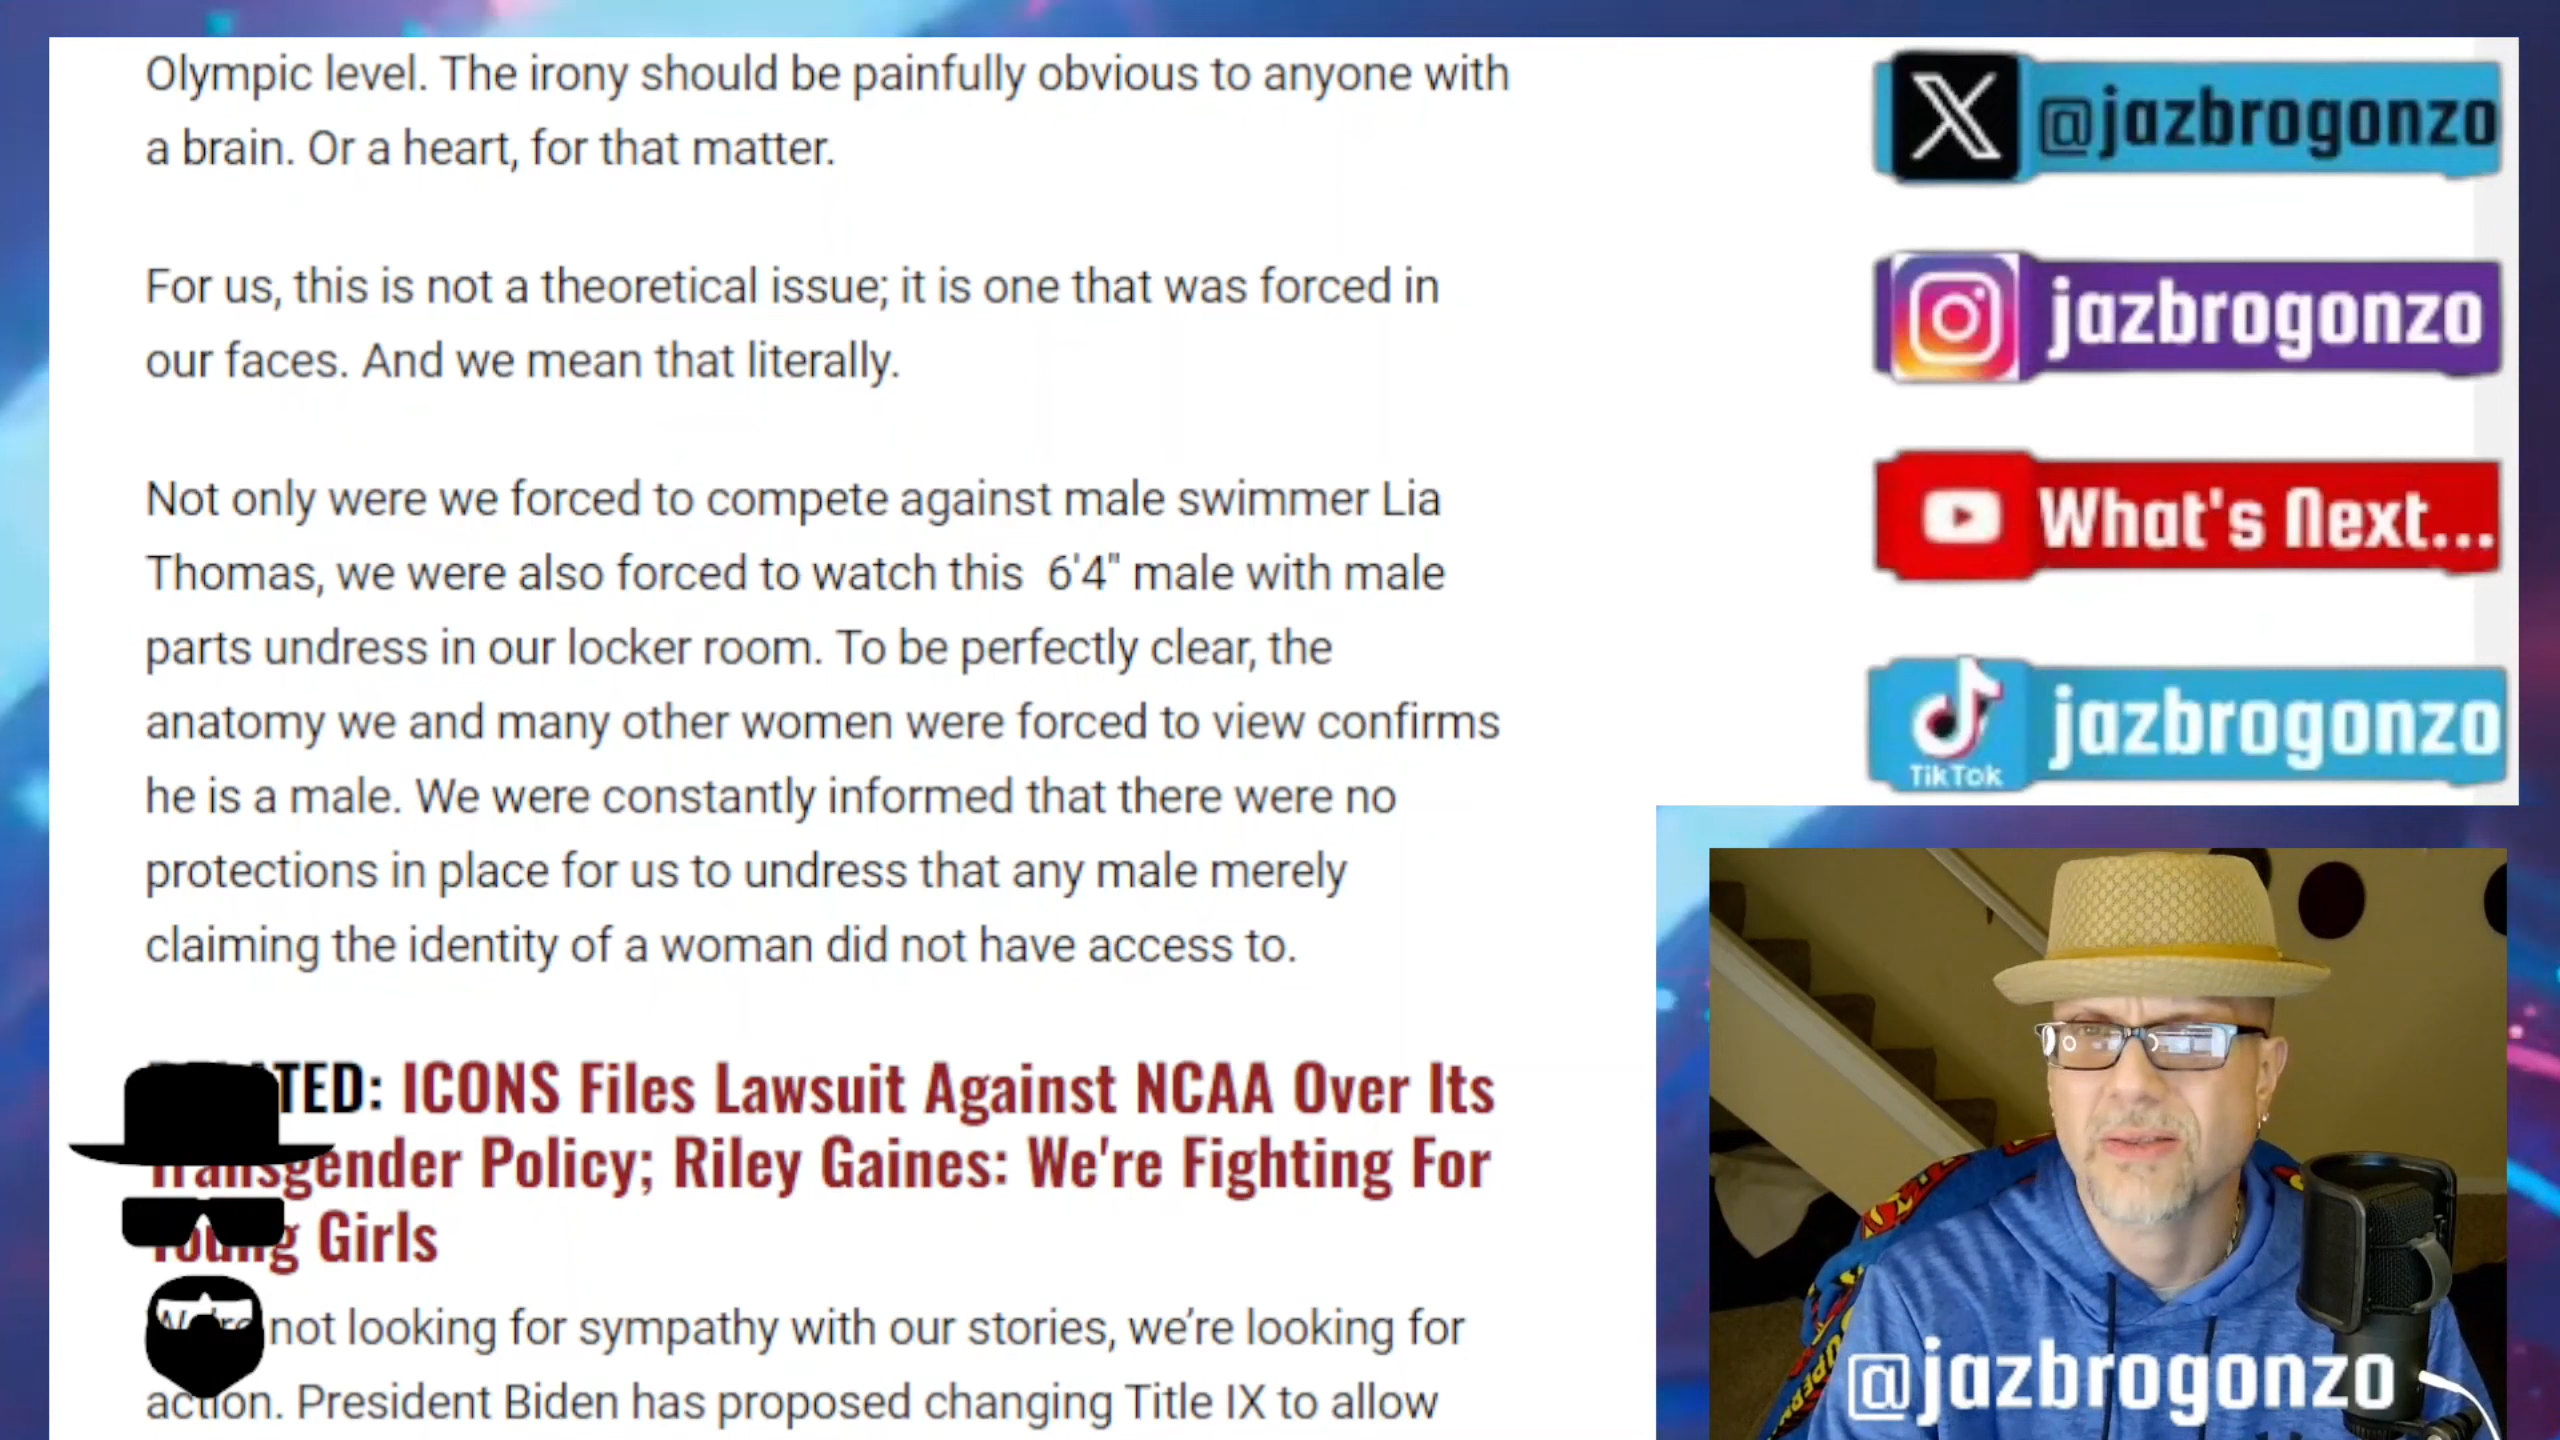 Olympic level. The irony should be painfully obvious to anyone with
a brain. Or a heart, for that matter.
For us, this is not a theoretical issue; it is one that was forced in
our faces. And we mean that literally.
Not only were we forced to compete against male swimmer Lia
Thomas, we were also forced to watch this 6'4" male with male
parts undress in our locker room. To be perfectly clear, the
anatomy we and many other women were forced to view confirms
he is a male. We were constantly informed that there were no
protections in place for us to undress that any male merely
claiming the identity of a woman did not have access to.
TED: ICONS Files Lawsuit Against NCAA Over Its
Transgender Policy; Riley Gaines: We're Fighting For
Young Girls
We're not looking for sympathy with our stories, we’re looking for
action. President Biden has proposed changing Title IX to allow
@jazbrogonzo
jazbrogonzo
What's Next...
TikTok
jazbrogonzo
@jazbrogonzo